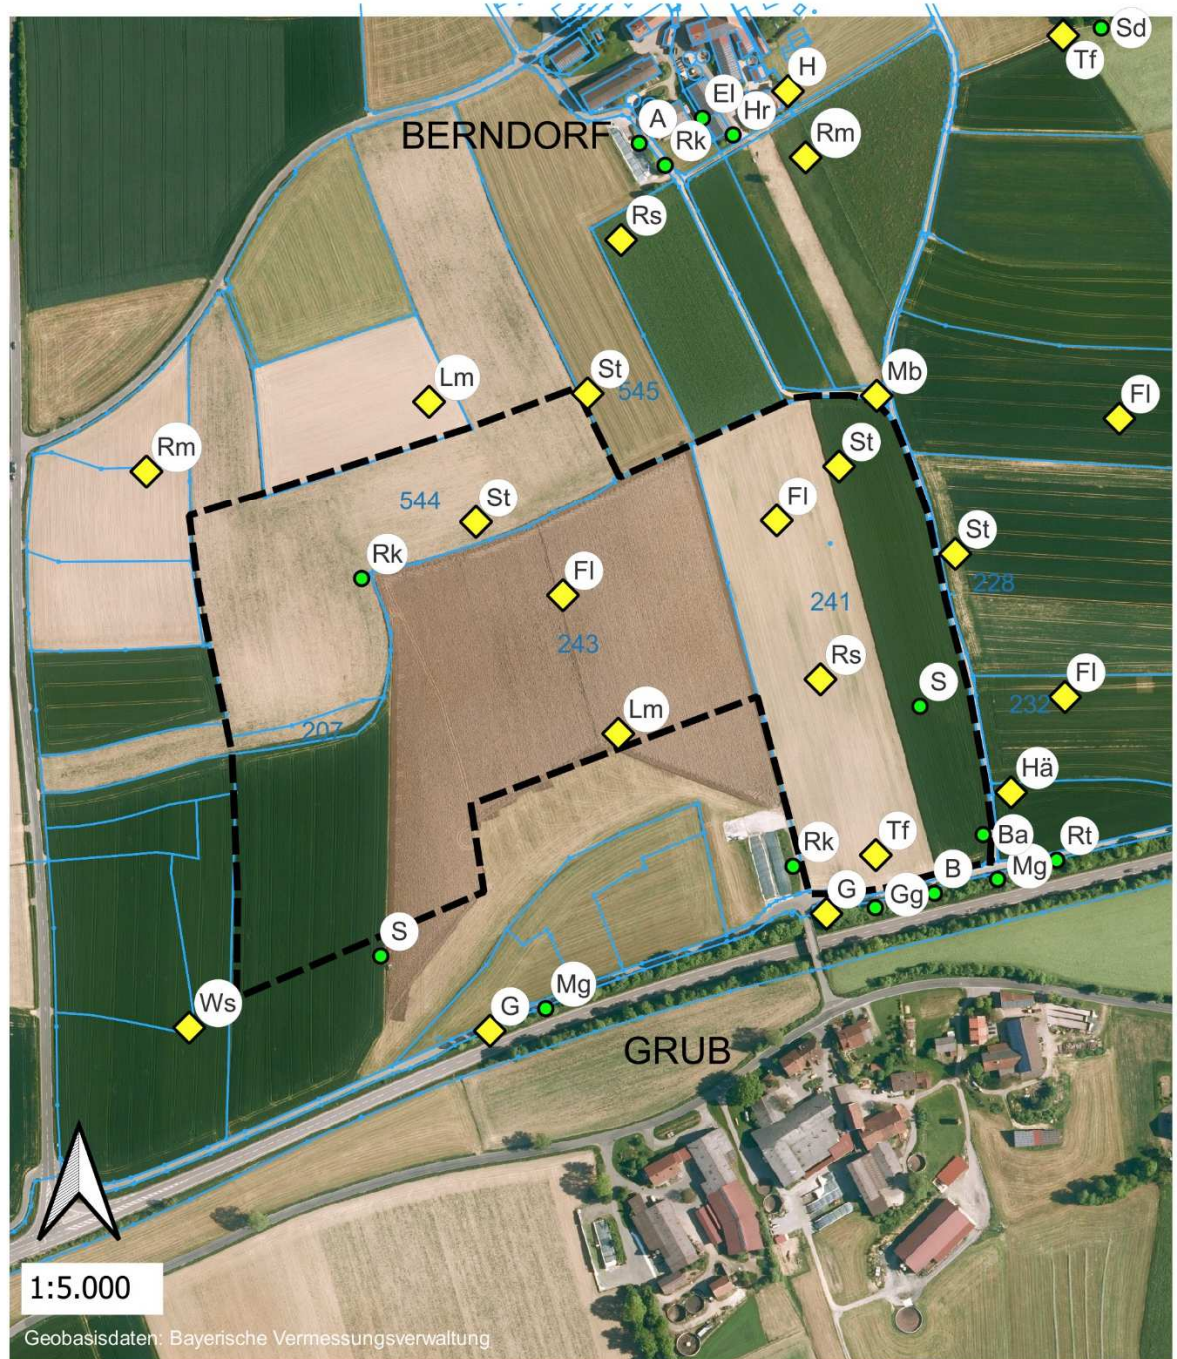 Sd
Tf
H
El
Hr
A
BERNDORF
Rk
Rm
Rs
St
545
Lm
Mb
Fl
Rm
St
544
St
Fl
St
Rk
Fl
228
241
243
Rs
Fl
S
232
207
Lm
Hä
Ba
Rt
Tf
Rk
Mg
B
G
Gg
S
Ws
G
Mg
GRUB
1:5.000
Geobasisdaten: Bayerische Vermessungsverwaltung